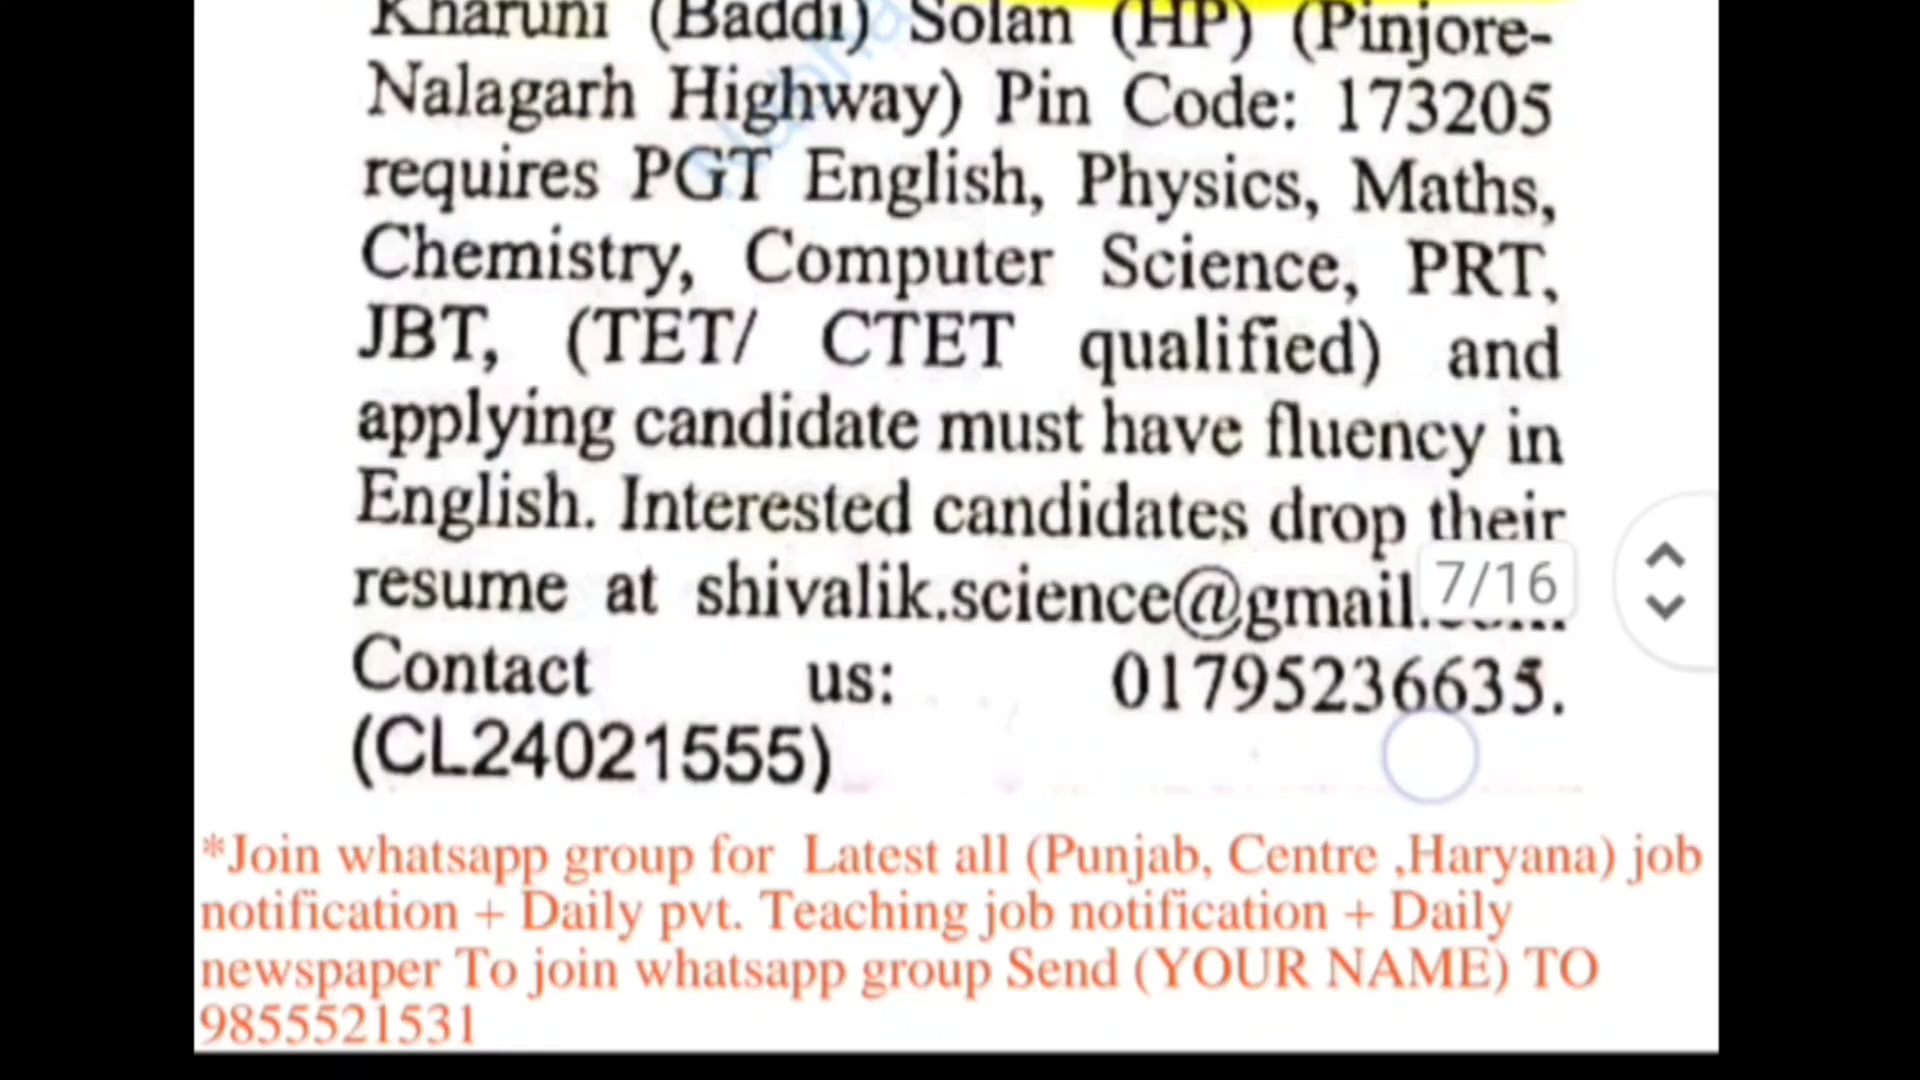 Kharuni (Baddi) Solan (HP) (Pinjore-
Nalagarh Highway) Pin Code: 173205
requires PGT English, Physics, Maths,
Chemistry, Computer Science, PRT,
JBT, (TET/ CTET qualified) and
applying candidate must have fluency in
English. Interested candidates drop their
resume at shivalik.science@gmail.
7/16
Contact us: 01795236635.
(CL24021555)
*Join whatsapp group for Latest all (Punjab, Centre ,Haryana) job
notification + Daily pvt. Teaching job notification + Daily
newspaper To join whatsapp group Send (YOUR NAME) TO
9855521531